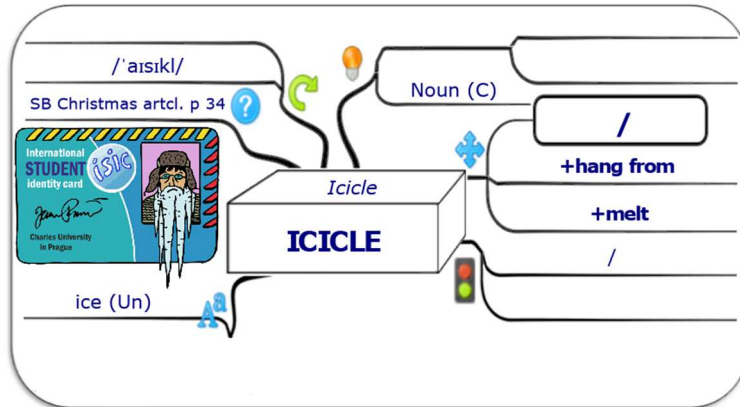 /ˈaɪsɪkl/
SB Christmas artcl. p 34
International
STUDENT
identity card
isic
Charles University
in Prague
ice (Un)
Icicle
ICICLE
Noun (C)
/
+hang from
+melt
/
Aa